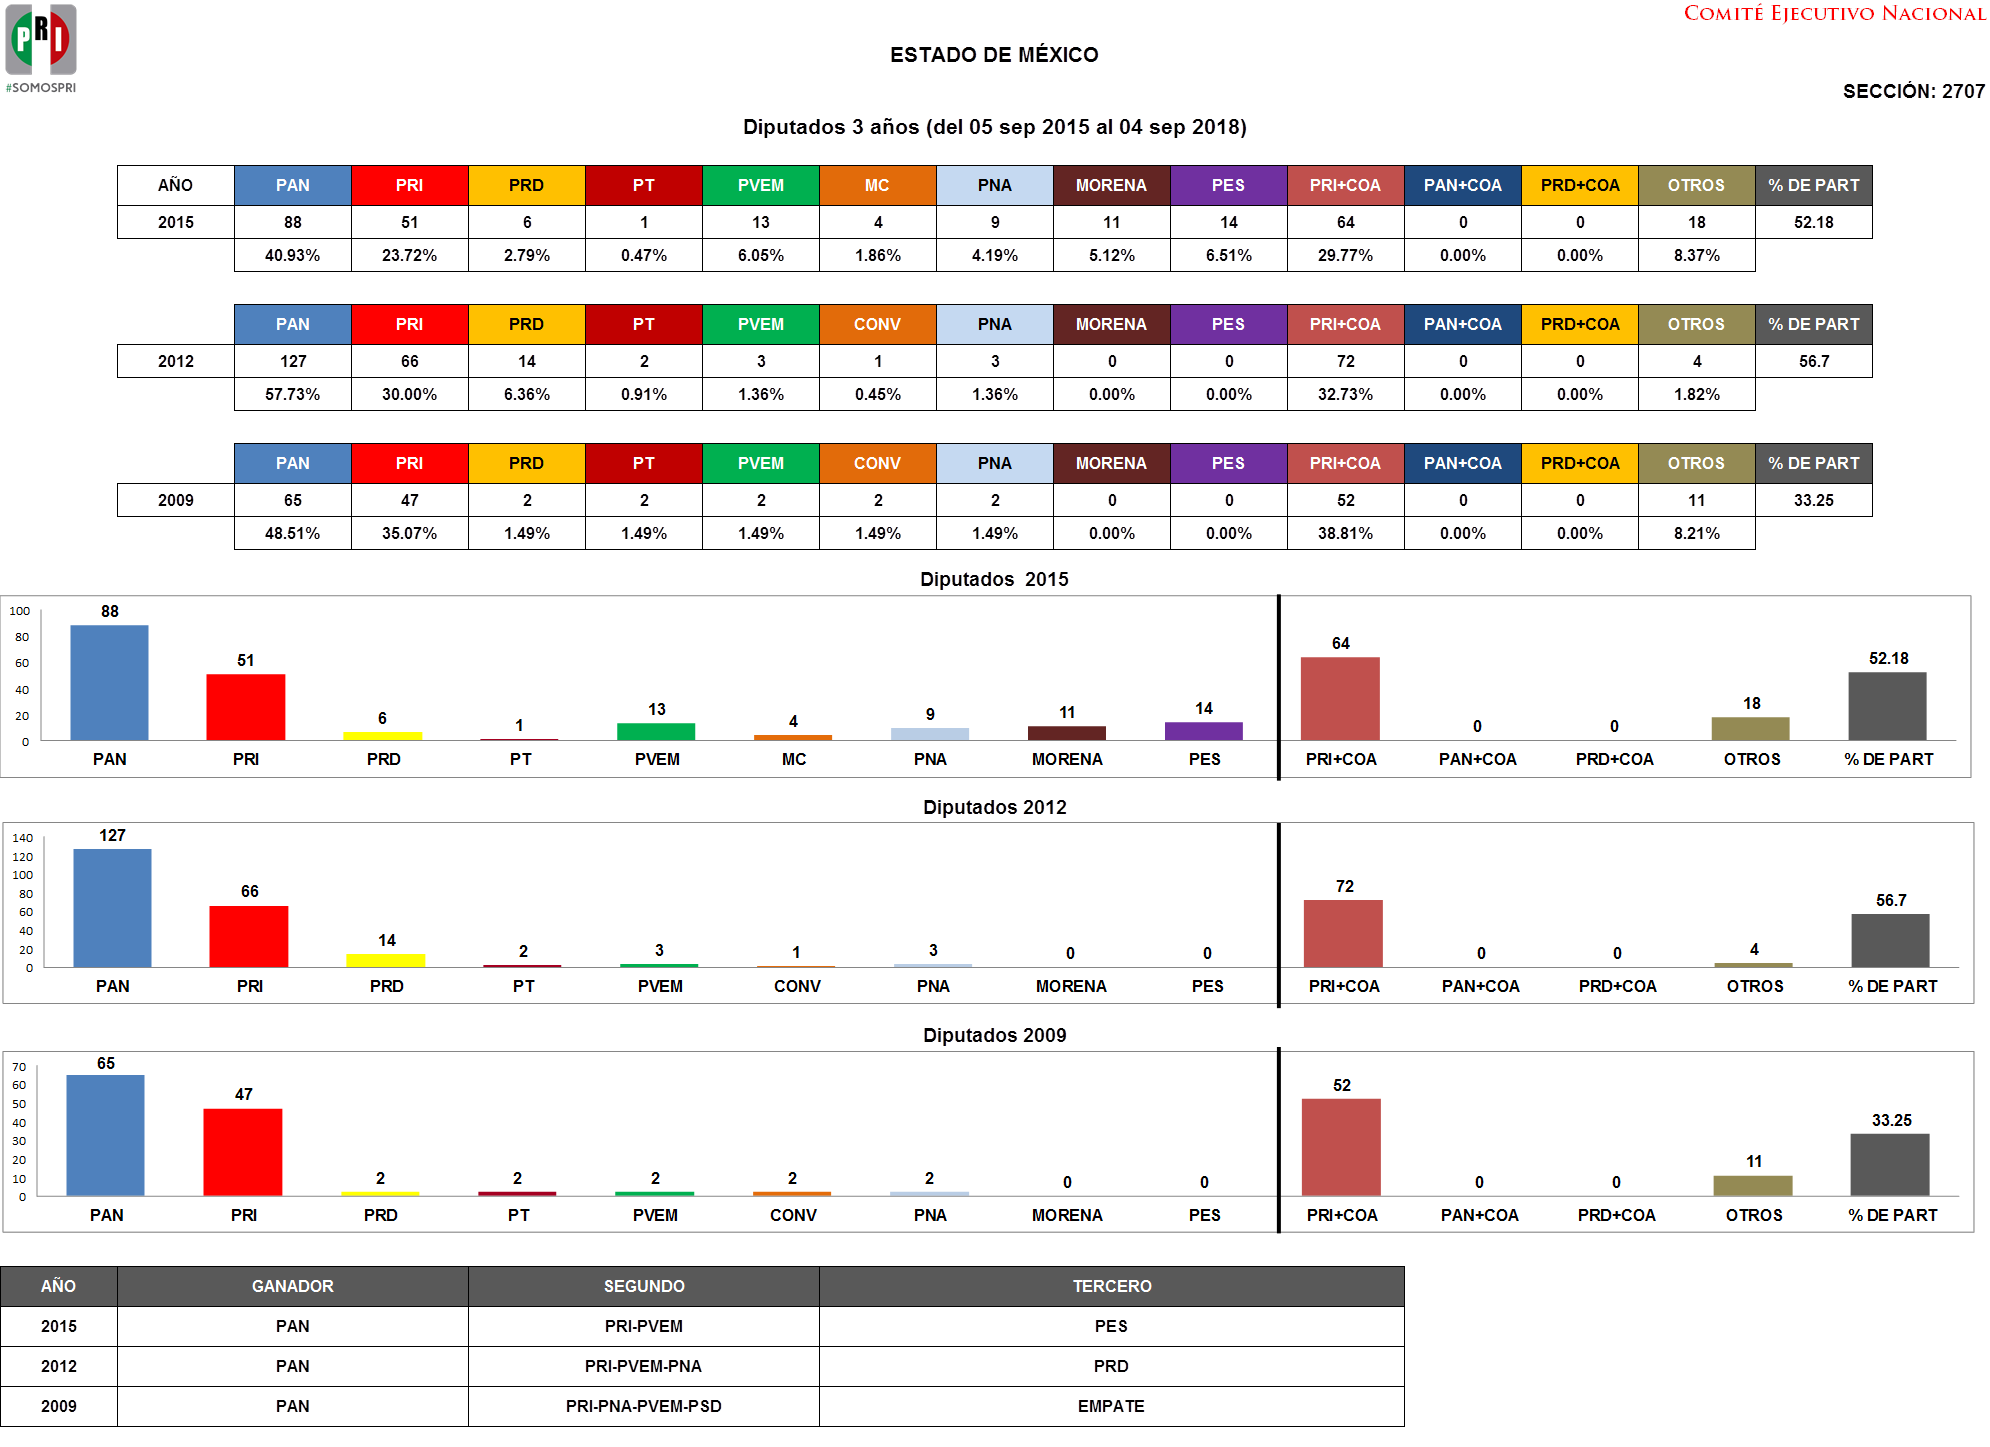 PRI
#SOMOSPRI
COMITÉ EJECUTIVO NACIONAL
ESTADO DE MÉXICO
SECCIÓN: 2707
Diputados 3 años (del 05 sep 2015 al 04 sep 2018)
AÑO PAN PRI PRD PT PVEM MC PNA MORENA PES PRI+COA PAN+COA PRD+COA OTROS % DE PART
2015 88 51 6 1 13 4 9 11 14 64 0 0 18 52.18
40.93% 23.72% 2.79% 0.47% 6.05% 1.86% 4.19% 5.12% 6.51% 29.77% 0.00% 0.00% 8.37%
PAN PRI PRD PT PVEM CONV PNA MORENA PES PRI+COA PAN+COA PRD+COA OTROS % DE PART
2012 127 66 14 2 3 1 3 0 0 72 0 0 4 56.7
57.73% 30.00% 6.36% 0.91% 1.36% 0.45% 1.36% 0.00% 0.00% 32.73% 0.00% 0.00% 1.82%
PAN PRI PRD PT PVEM CONV PNA MORENA PES PRI+COA PAN+COA PRD+COA OTROS % DE PART
2009 65 47 2 2 2 2 2 0 0 52 0 0 11 33.25
48.51% 35.07% 1.49% 1.49% 1.49% 1.49% 1.49% 0.00% 0.00% 38.81% 0.00% 0.00% 8.21%
Diputados 2015
100
80
60
40
20
0
88 51 6 1 13 4 9 11 14 64 0 0 18 52.18
PAN PRI PRD PT PVEM MC PNA MORENA PES PRI+COA PAN+COA PRD+COA OTROS % DE PART
Diputados 2012
140
120
100
80
60
40
20
0
127 66 14 2 3 1 3 0 0 72 0 0 4 56.7
PAN PRI PRD PT PVEM CONV PNA MORENA PES PRI+COA PAN+COA PRD+COA OTROS % DE PART
Diputados 2009
70
60
50
40
30
20
10
0
65 47 2 2 2 2 2 0 0 52 0 0 11 33.25
PAN PRI PRD PT PVEM CONV PNA MORENA PES PRI+COA PAN+COA PRD+COA OTROS % DE PART
AÑO GANADOR SEGUNDO TERCERO
2015 PAN PRI-PVEM PES
2012 PAN PRI-PVEM-PNA PRD
2009 PAN PRI-PNA-PVEM-PSD EMPATE